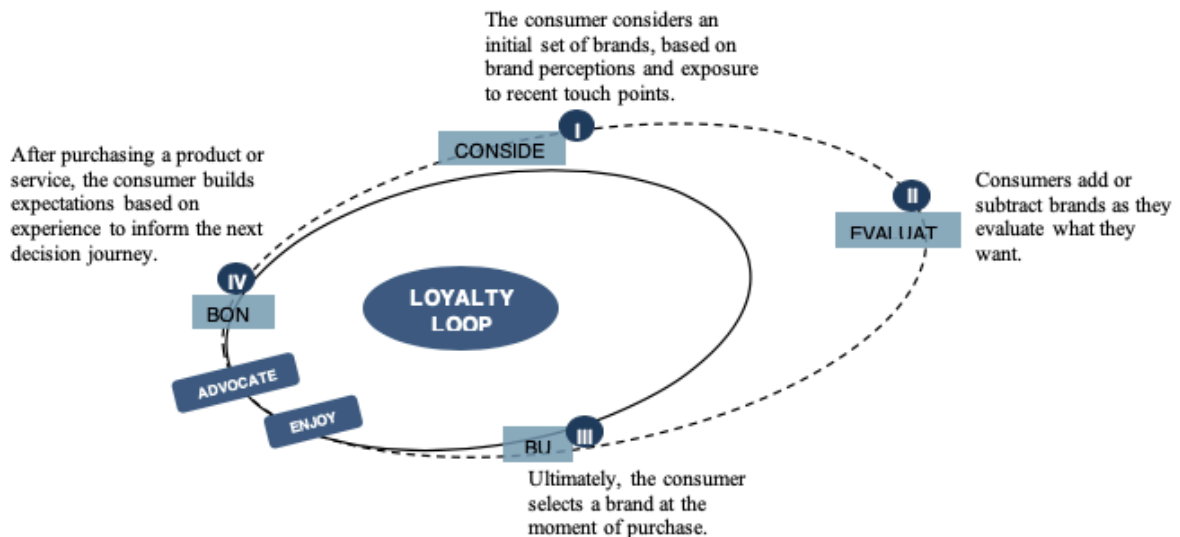 The consumer considers an
initial set of brands, based on
brand perceptions and exposure
to recent touch points.
I
CONSIDE
After purchasing a product or
service, the consumer builds
expectations based on
experience to inform the next
decision journey.
II
EVALUAT
Consumers add or
subtract brands as they
evaluate what they
want.
IV
BON
LOYALTY
LOOP
ADVOCATE
ENJOY
III
BU
Ultimately, the consumer
selects a brand at the
moment of purchase.